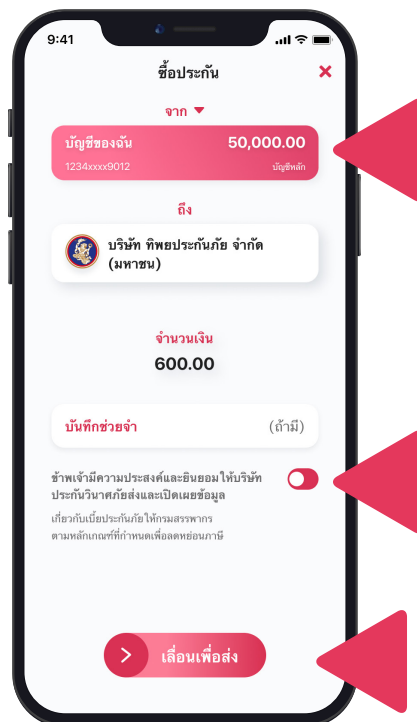 9:41
ซื้อประกัน
จาก
บัญชีของฉัน 50,000.00
1234xxxx9012 บัญชีหลัก
ถึง
บริษัท ทิพยประกันภัย จำกัด
(มหาชน)
จำนวนเงิน
600.00
บันทึกช่วยจำ (ถ้ามี)
ข้าพเจ้ามีความประสงค์และยินยอมให้บริษัท
ประกันวินาศภัยส่งและเปิดเผยข้อมูล
เกี่ยวกับเบี้ยประกันภัยให้กรมสรรพากร
ตามหลักเกณฑ์ที่กำหนดเพื่อลดหย่อนภาษี
เลื่อนเพื่อส่ง